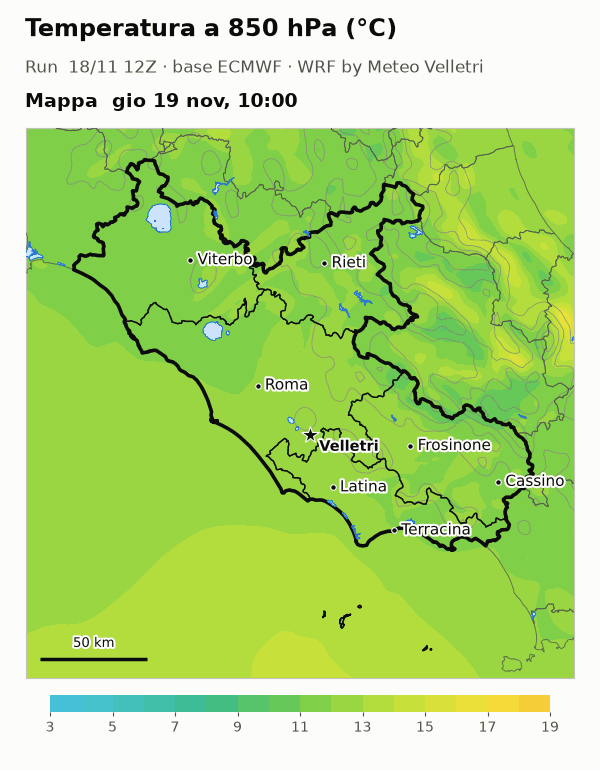 Temperatura a 850 hPa (°C)
Run  18/11 12Z · base ECMWF · WRF by Meteo Velletri
Mappa  gio 19 nov, 10:00
Viterbo
Rieti
Roma
Velletri
Frosinone
Latina
Cassino
Terracina
50 km
3 5 7 9 11 13 15 17 19